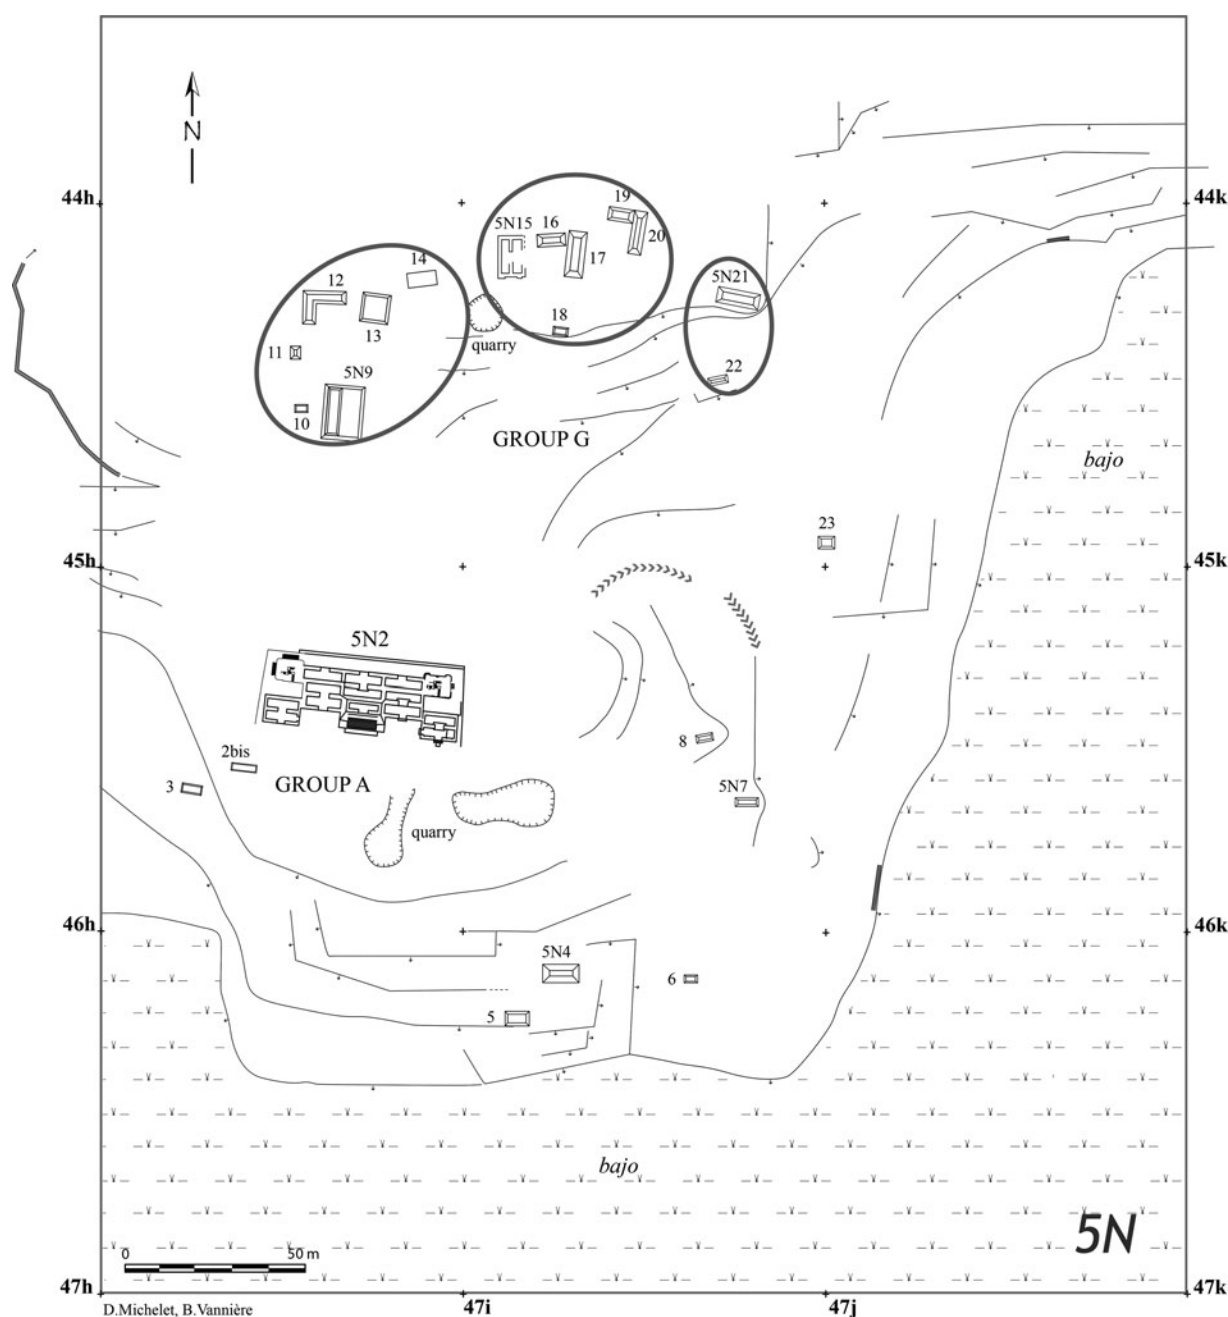 N
44h
44k
19
5N15
16
20
17
14
12
5N21
13
18
11
quarry
5N9
22
10
GROUP G
bajo
23
45h
45k
5N2
2bis
8
3
GROUP A
5N7
quarry
46h
46k
5N4
6
5
bajo
5N
0
50 m
47h
47i
47j
47k
D.Michelet, B.Vannière